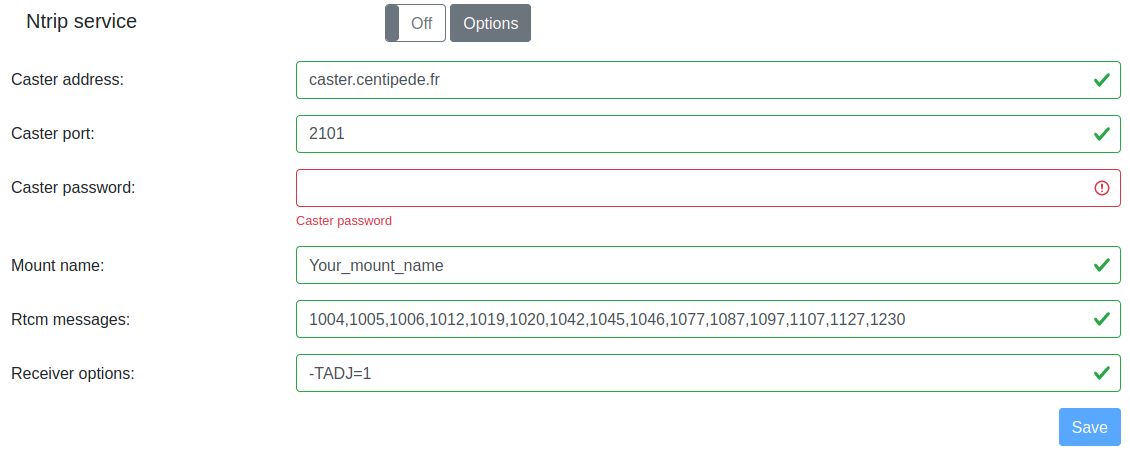 Ntrip service Off Options
Caster address: caster.centipede.fr
Caster port: 2101
Caster password:
Caster password
Mount name: Your_mount_name
Rtcm messages: 1004,1005,1006,1012,1019,1020,1042,1045,1046,1077,1087,1097,1107,1127,1230
Receiver options: -TADJ=1
Save